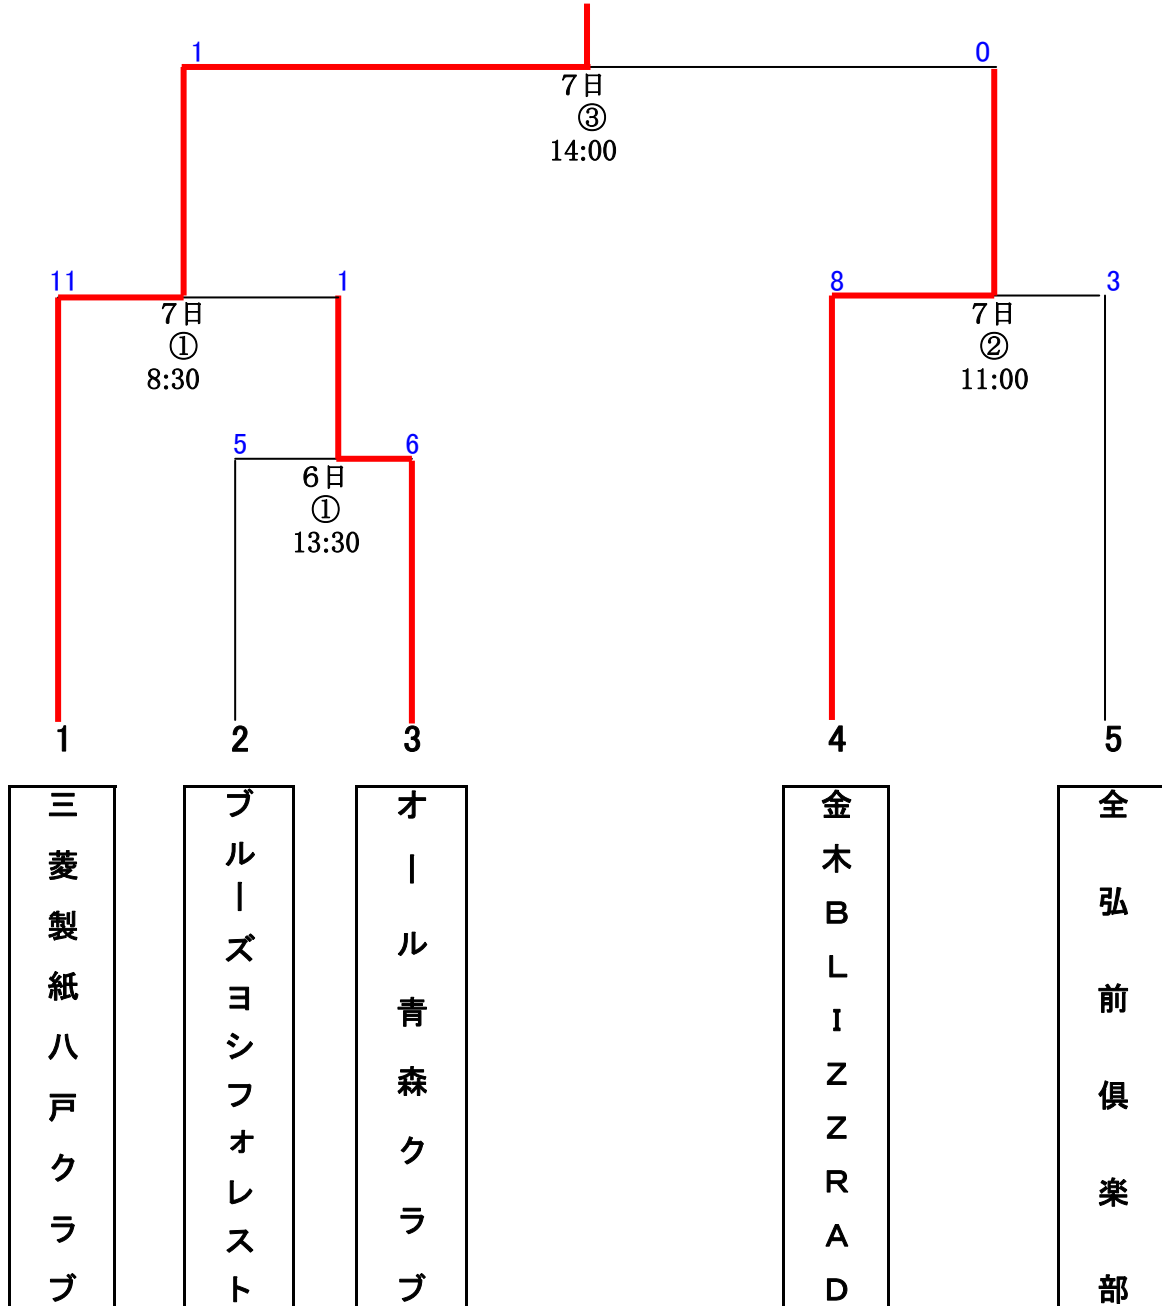 1 0
7日
③
14:00
11 1 8 3
7日 7日
① ②
8:30 11:00
5 6
6日
①
13:30
1 2 3 4 5
三菱製紙八戸クラブ
ブルーズヨシフォレスト
オール青森クラブ
金木BLIZZRAD
全弘前倶楽部